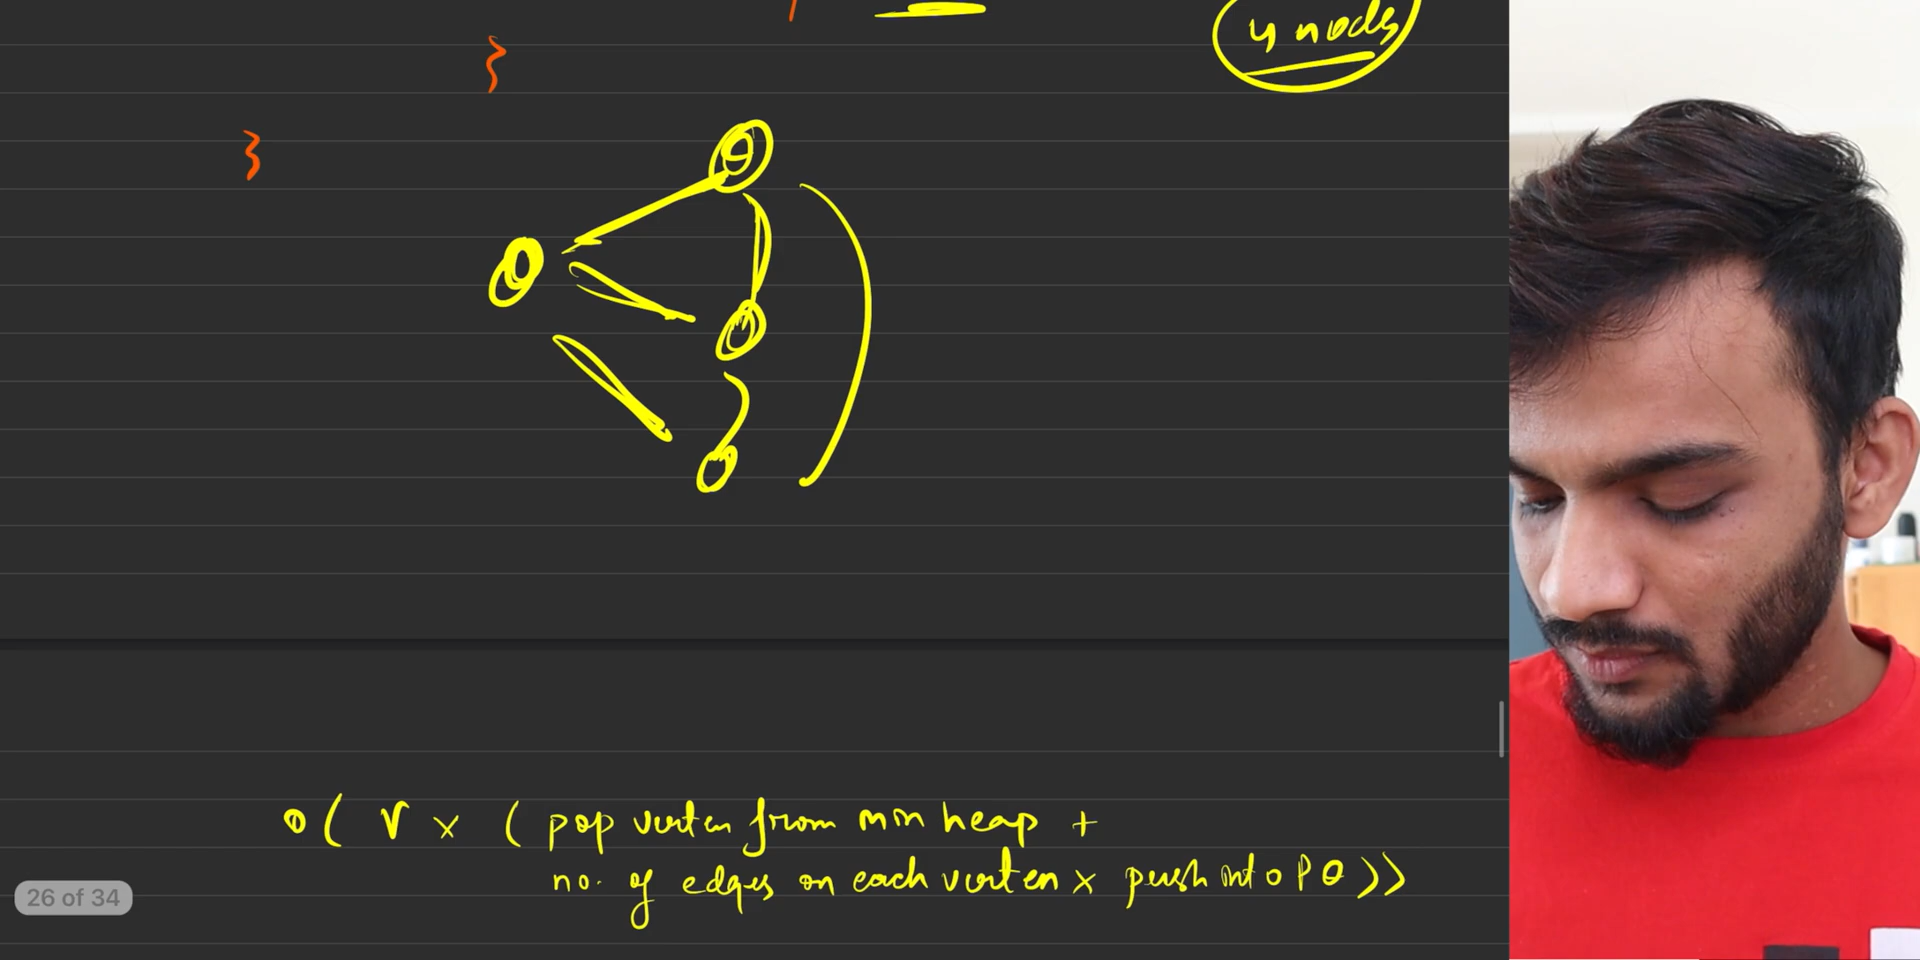 4 nodes
}
}
O( V x ( pop vertex from min heap +
no. of edges on each vertex x push into PQ ))
26 of 34